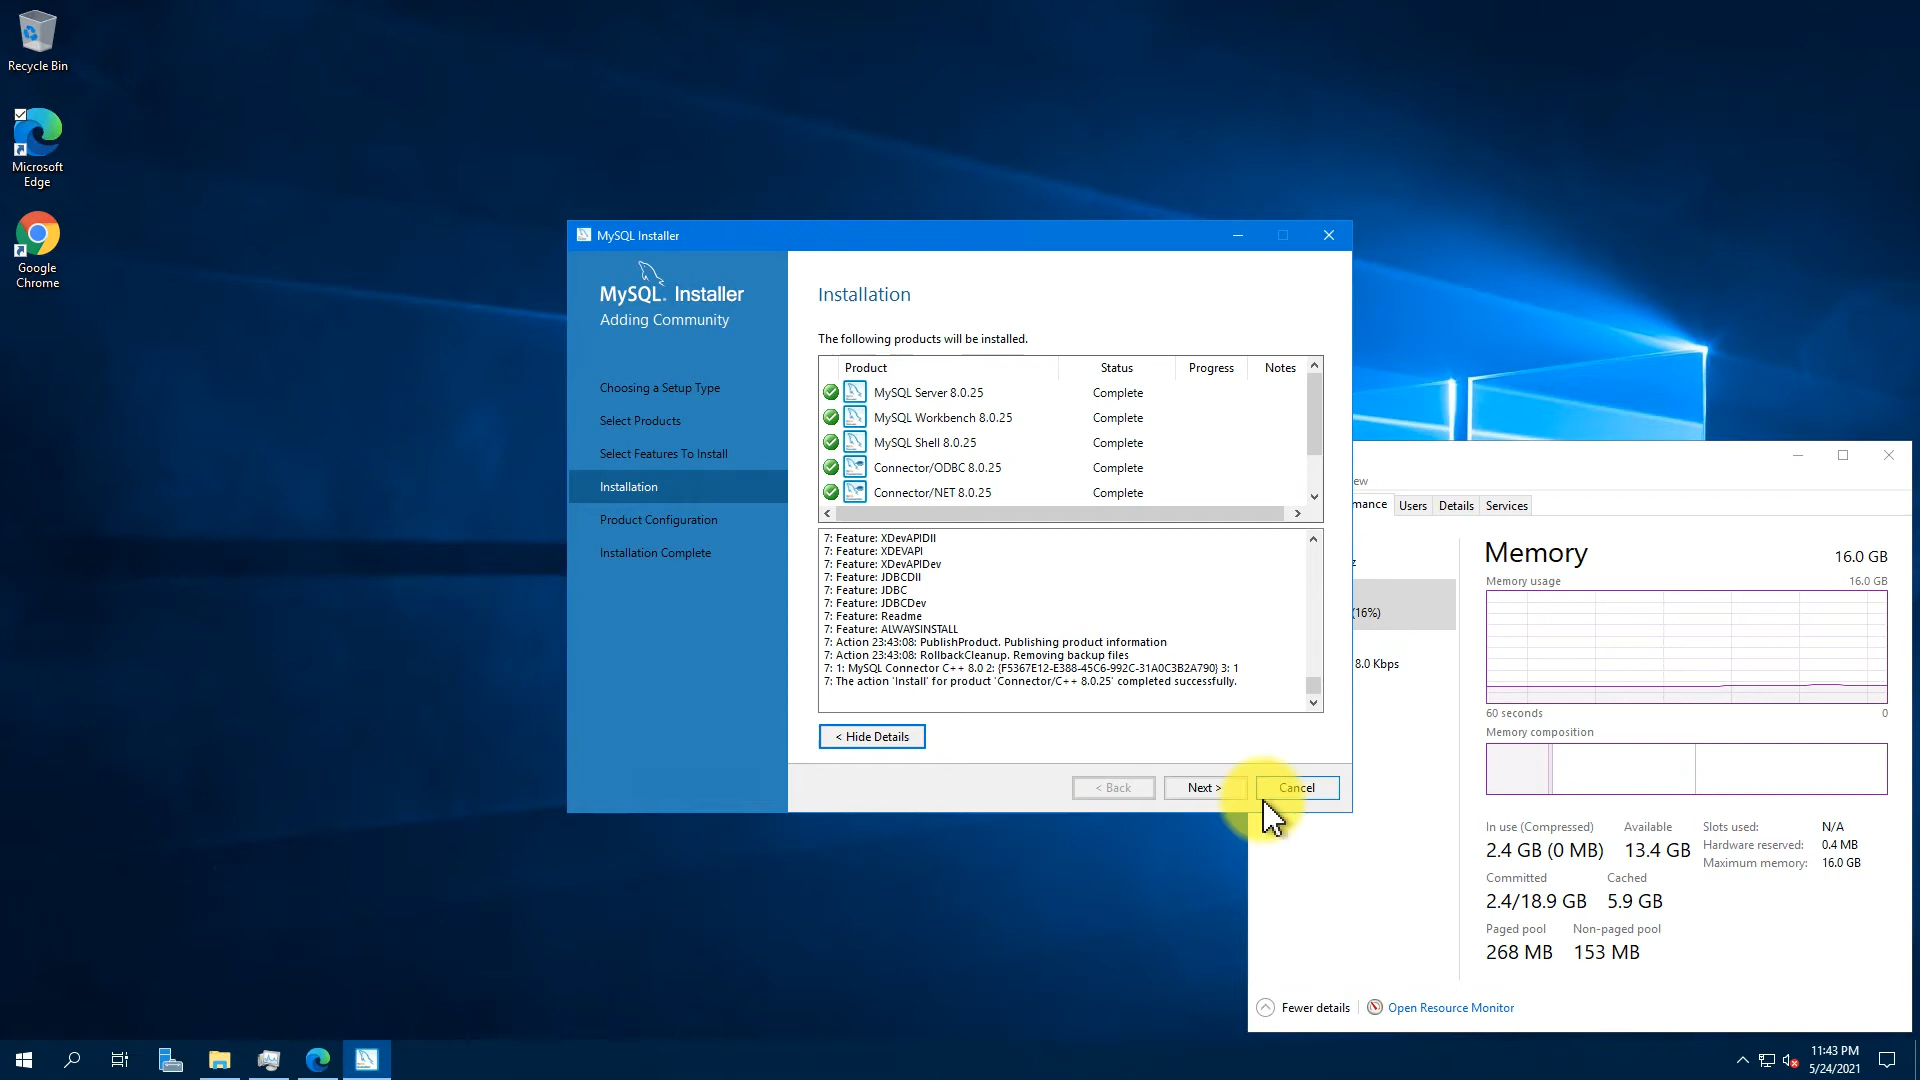 Recycle Bin
Microsoft
Edge
Google
Chrome
MySQL Installer
MySQL. Installer
Adding Community
Choosing a Setup Type
Select Products
Select Features To Install
Installation
Product Configuration
Installation Complete
Installation
The following products will be installed.
Product Status Progress Notes
MySQL Server 8.0.25 Complete
MySQL Workbench 8.0.25 Complete
MySQL Shell 8.0.25 Complete
Connector/ODBC 8.0.25 Complete
Connector/NET 8.0.25 Complete
7: Feature: XDevAPIDll
7: Feature: XDEVAPI
7: Feature: XDevAPIDev
7: Feature: JDBCDll
7: Feature: JDBC
7: Feature: JDBCDev
7: Feature: Readme
7: Feature: ALWAYSINSTALL
7: Action 23:43:08: PublishProduct. Publishing product information
7: Action 23:43:08: RollbackCleanup. Removing backup files
7: 1: MySQL Connector C++ 8.0 2: {F5367E12-E388-45C6-992C-31A0C3B2A790} 3: 1
7: The action 'Install' for product 'Connector/C++ 8.0.25' completed successfully.
< Hide Details
< Back Next > Cancel
ew
mance Users Details Services
z
(16%)
8.0 Kbps
Memory 16.0 GB
Memory usage 16.0 GB
60 seconds 0
Memory composition
In use (Compressed) Available Slots used: N/A
2.4 GB (0 MB) 13.4 GB Hardware reserved: 0.4 MB
Maximum memory: 16.0 GB
Committed Cached
2.4/18.9 GB 5.9 GB
Paged pool Non-paged pool
268 MB 153 MB
Fewer details Open Resource Monitor
11:43 PM
5/24/2021